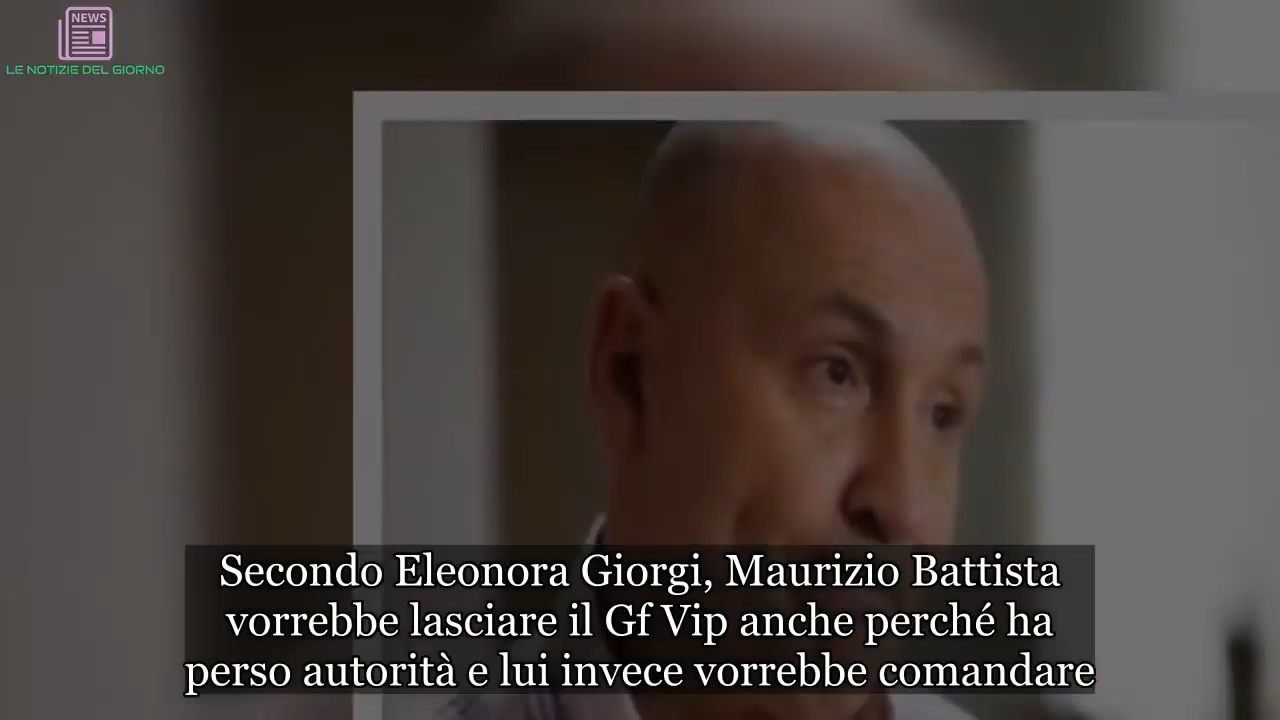 NEWS
LE NOTIZIE DEL GIORNO
Secondo Eleonora Giorgi, Maurizio Battista
vorrebbe lasciare il Gf Vip anche perché ha
perso autorità e lui invece vorrebbe comandare